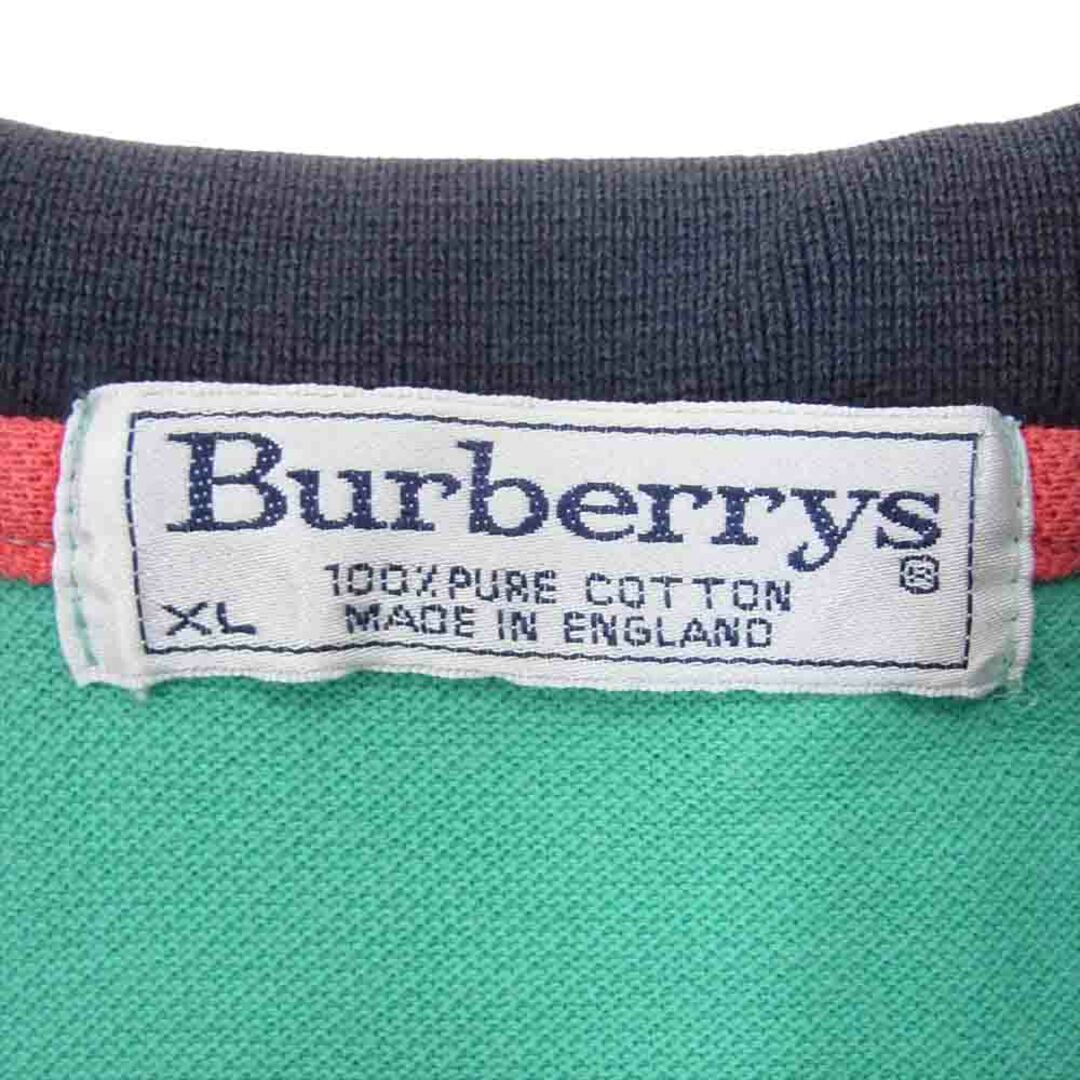 Burberrys
®
100% PURE COTTON
XL MADE IN ENGLAND